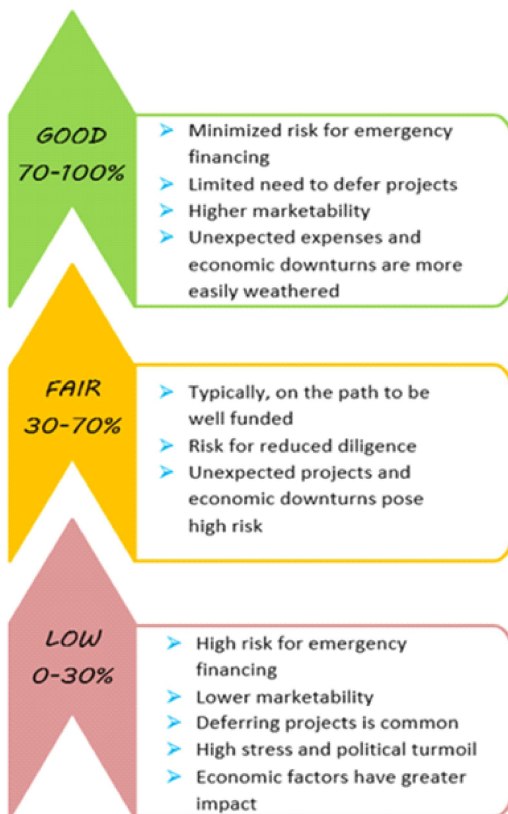 GOOD
70-100%
➤ Minimized risk for emergency
financing
➤ Limited need to defer projects
➤ Higher marketability
➤ Unexpected expenses and
economic downturns are more
easily weathered
FAIR
30-70%
➤ Typically, on the path to be
well funded
➤ Risk for reduced diligence
➤ Unexpected projects and
economic downturns pose
high risk
LOW
0-30%
➤ High risk for emergency
financing
➤ Lower marketability
➤ Deferring projects is common
➤ High stress and political turmoil
➤ Economic factors have greater
impact